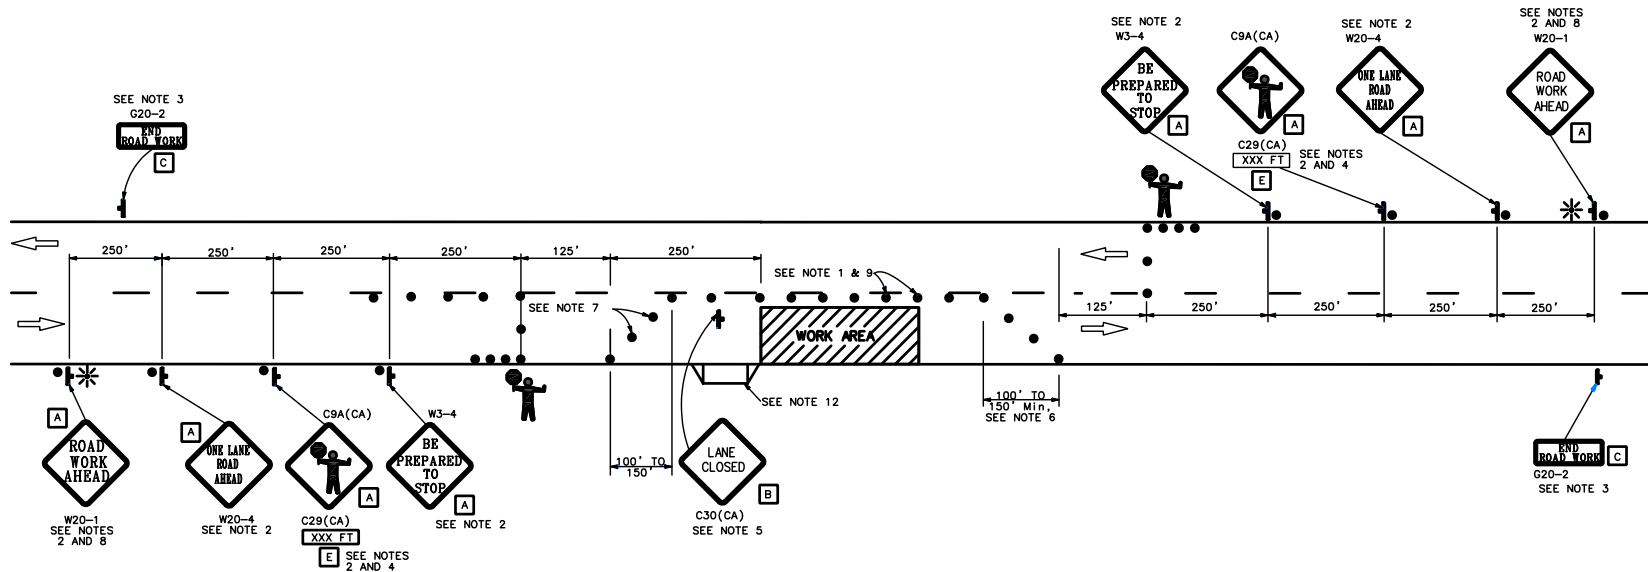 SEE NOTE 3
G20-2
END
ROAD WORK
C
SEE NOTE 2
W3-4
BE
PREPARED
TO
STOP
A
C9A(CA)
A
C29(CA)
XXX FT
E
SEE NOTES
2 AND 4
SEE NOTE 2
W20-4
ONE LANE
ROAD
AHEAD
A
SEE NOTES
2 AND 8
W20-1
ROAD
WORK
AHEAD
A
250'
250'
250'
250'
125'
250'
SEE NOTE 1 & 9
SEE NOTE 7
WORK AREA
125'
250'
250'
250'
250'
SEE NOTE 12
100' TO
150' Min,
SEE NOTE 6
100' TO
150'
A
ROAD
WORK
AHEAD
W20-1
SEE NOTES
2 AND 8
A
ONE LANE
ROAD
AHEAD
W20-4
SEE NOTE 2
C9A(CA)
A
C29(CA)
XXX FT
E
SEE NOTES
2 AND 4
W3-4
BE
PREPARED
TO
STOP
A
SEE NOTE 2
LANE
CLOSED
B
C30(CA)
SEE NOTE 5
END
ROAD WORK
C
G20-2
SEE NOTE 3